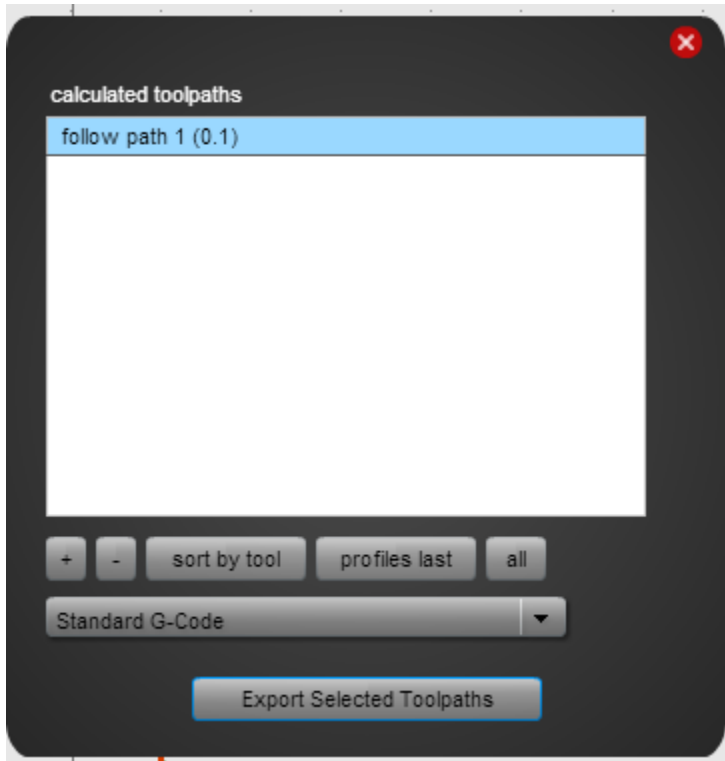 calculated toolpaths
follow path 1 (0.1)
+ - sort by tool profiles last all
Standard G-Code
Export Selected Toolpaths